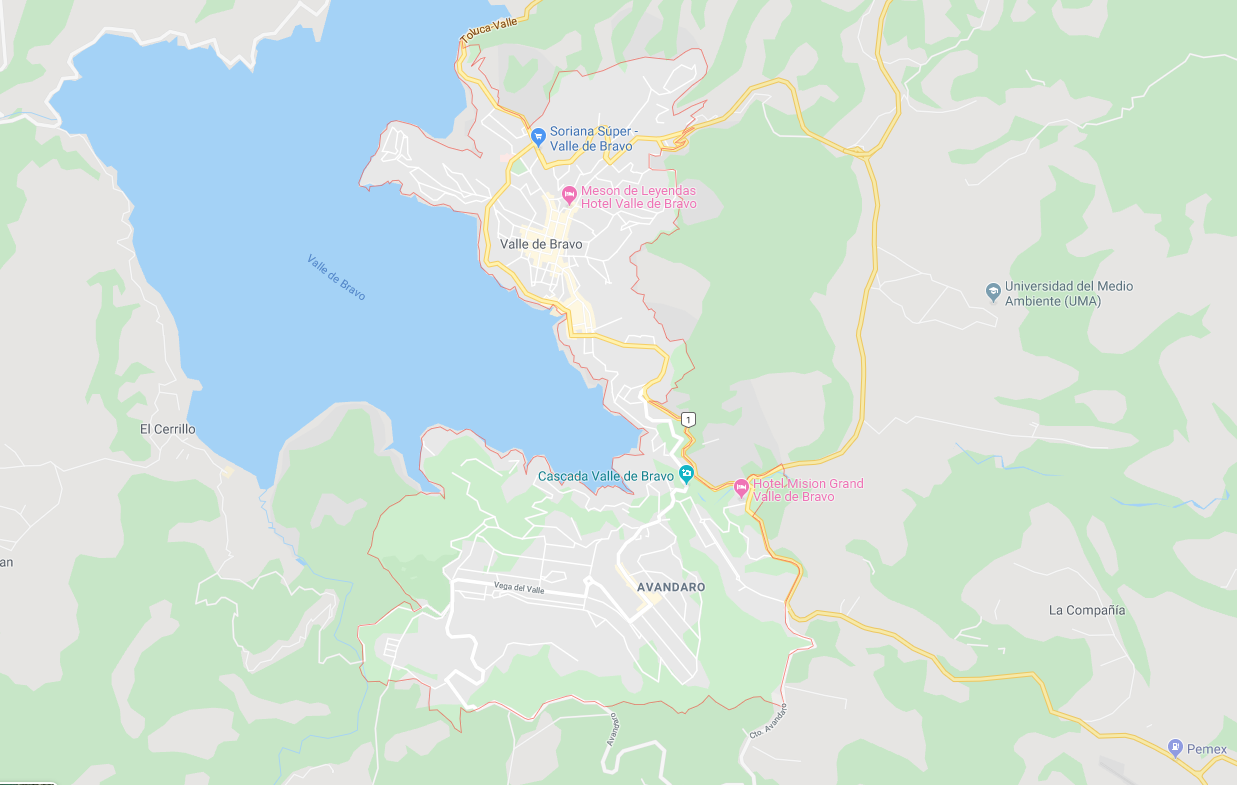 Toluca-Valle
Soriana Súper -
Valle de Bravo
Meson de Leyendas
Hotel Valle de Bravo
Valle de Bravo
Valle de Bravo
Universidad del Medio
Ambiente (UMA)
1
El Cerrillo
Cascada Valle de Bravo
Hotel Mision Grand
Valle de Bravo
an
Vega del Valle
AVANDARO
La Compañía
Cto. Avandaro
Avandaro
Pemex